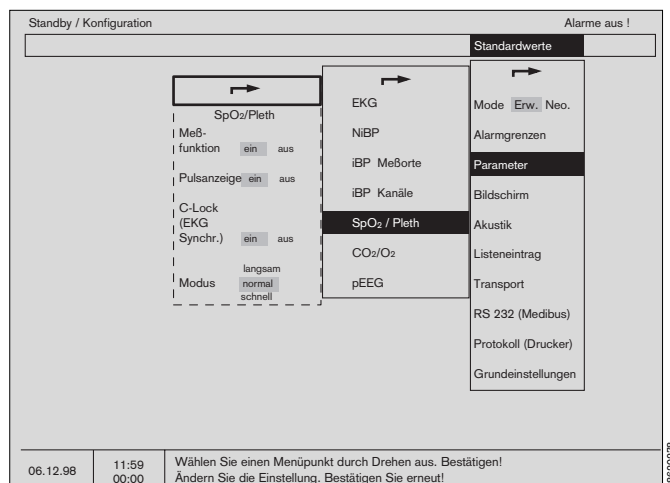 Standby / Konfiguration
Alarme aus !
Standardwerte
SpO2/Pleth
Meß-
funktion ein aus
Pulsanzeige ein aus
C-Lock
(EKG
Synchr.) ein aus
langsam
Modus normal
schnell
EKG
NiBP
iBP Meßorte
iBP Kanäle
SpO2 / Pleth
CO2/O2
pEEG
Mode Erw. Neo.
Alarmgrenzen
Parameter
Bildschirm
Akustik
Listeneintrag
Transport
RS 232 (Medibus)
Protokoll (Drucker)
Grundeinstellungen
06.12.98
11:59
00:00
Wählen Sie einen Menüpunkt durch Drehen aus. Bestätigen!
Ändern Sie die Einstellung. Bestätigen Sie erneut!